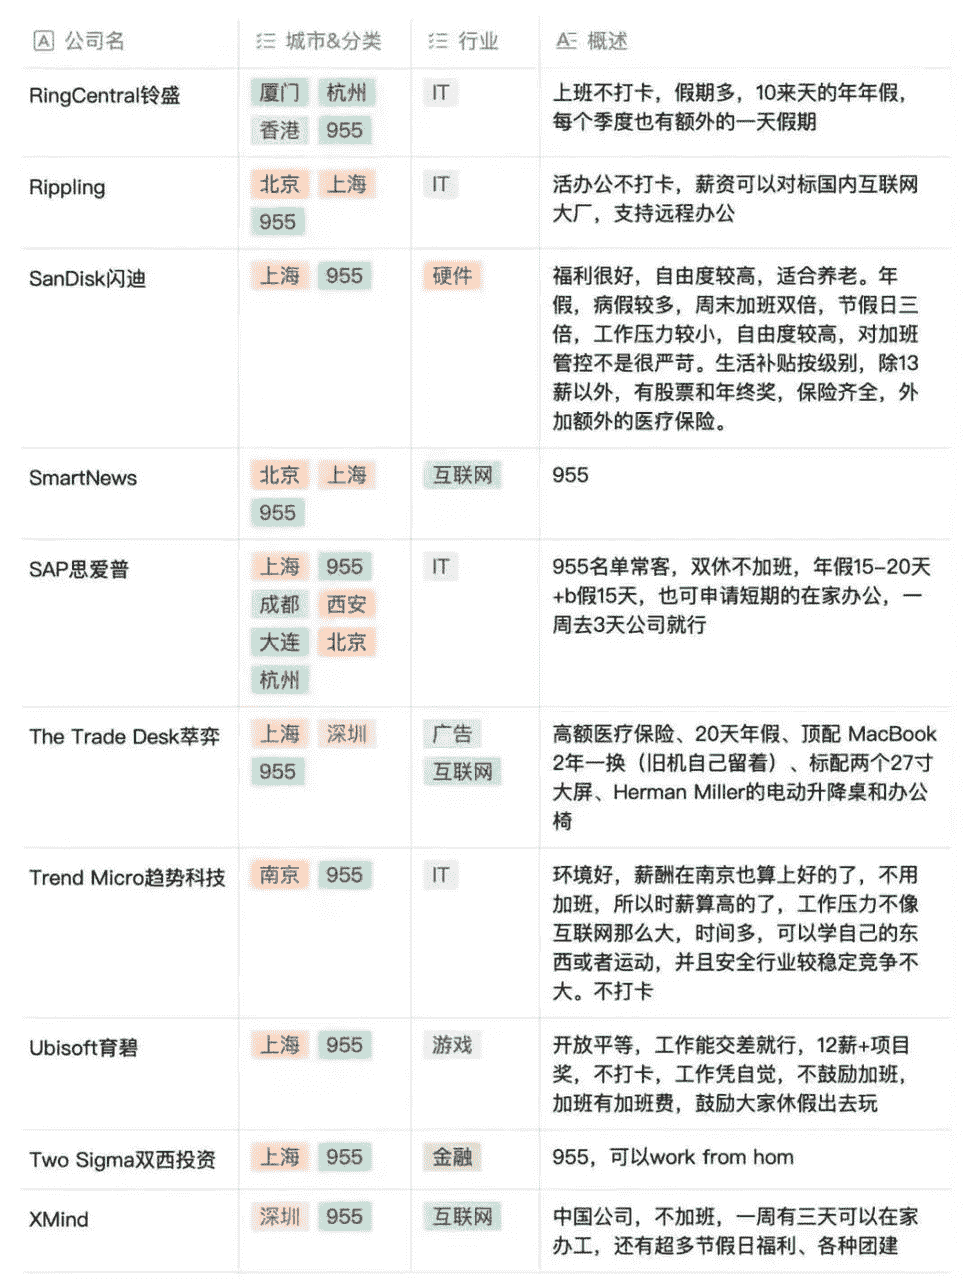 公司名 城市&分类 行业 概述
RingCentral铃盛 厦门 杭州 IT 上班不打卡，假期多，10来天的年年假，
香港 955 每个季度也有额外的一天假期
Rippling 北京 上海 IT 活办公不打卡，薪资可以对标国内互联网
955 大厂，支持远程办公
SanDisk闪迪 上海 955 硬件 福利很好，自由度较高，适合养老。年
假，病假较多，周末加班双倍，节假日三
倍，工作压力较小，自由度较高，对加班
管控不是很严苛。生活补贴按级别，除13
薪以外，有股票和年终奖，保险齐全，外
加额外的医疗保险。
SmartNews 北京 上海 互联网 955
955
SAP思爱普 上海 955 IT 955名单常客，双休不加班，年假15-20天
成都 西安 +b假15天，也可申请短期的在家办公，一
大连 北京 周去3天公司就行
杭州
The Trade Desk萃弈 上海 深圳 广告 高额医疗保险、20天年假、顶配 MacBook
955 互联网 2年一换（旧机自己留着）、标配两个27寸
大屏、Herman Miller的电动升降桌和办公
椅
Trend Micro趋势科技 南京 955 IT 环境好，薪酬在南京也算上好的了，不用
加班，所以时薪算高的了，工作压力不像
互联网那么大，时间多，可以学自己的东
西或者运动，并且安全行业较稳定竞争不
大。不打卡
Ubisoft育碧 上海 955 游戏 开放平等，工作能交差就行，12薪+项目
奖，不打卡，工作凭自觉，不鼓励加班，
加班有加班费，鼓励大家休假出去玩
Two Sigma双西投资 上海 955 金融 955，可以work from hom
XMind 深圳 955 互联网 中国公司，不加班，一周有三天可以在家
办工，还有超多节假日福利、各种团建